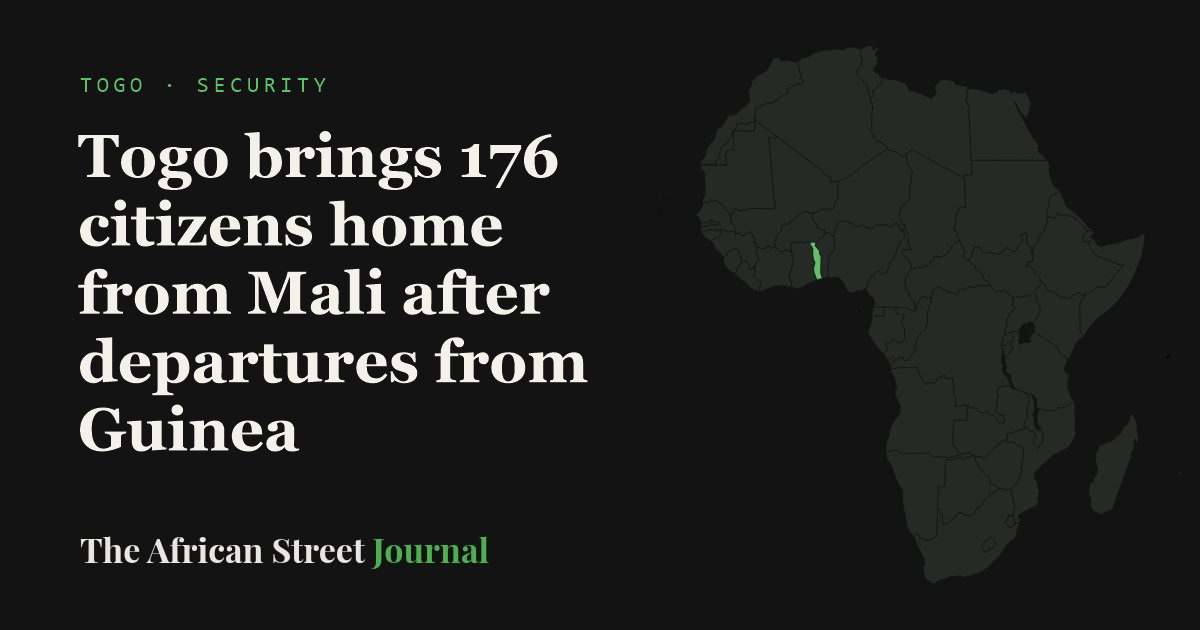 TOGO · SECURITY
Togo brings 176
citizens home
from Mali after
departures from
Guinea
The African Street Journal